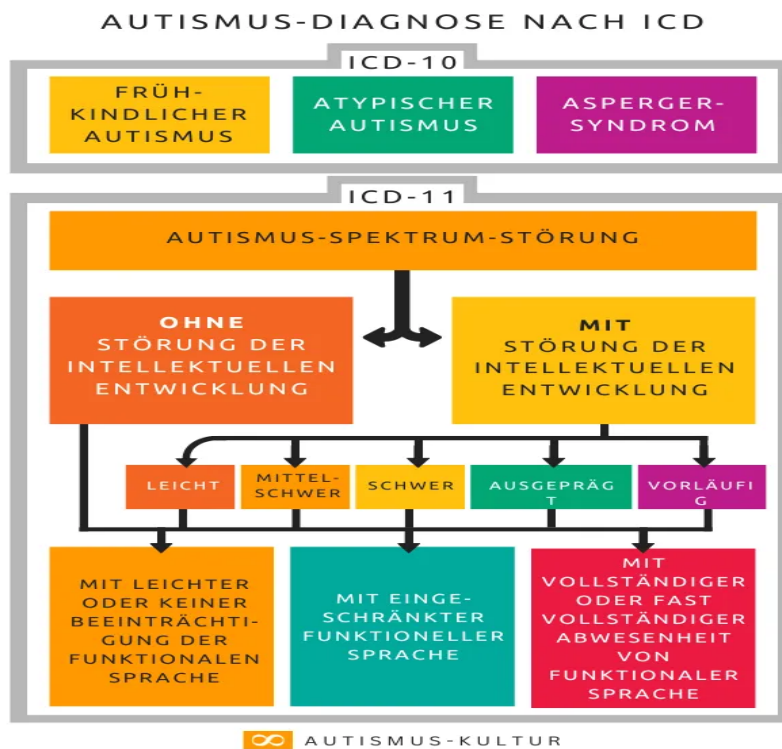 AUTISMUS-DIAGNOSE NACH ICD
ICD-10
FRÜH-
KINDLICHER
AUTISMUS
ATYPISCHER
AUTISMUS
ASPERGER-
SYNDROM
ICD-11
AUTISMUS-SPEKTRUM-STÖRUNG
OHNE
STÖRUNG DER
INTELLEKTUELLEN
ENTWICKLUNG
MIT
STÖRUNG DER
INTELLEKTUELLEN
ENTWICKLUNG
LEICHT
MITTEL-
SCHWER
SCHWER
AUSGEPRÄG
T
VORLÄUFI
G
MIT LEICHTER
ODER KEINER
BEEINTRÄCHTI-
GUNG DER
FUNKTIONALEN
SPRACHE
MIT EINGE-
SCHRÄNKTER
FUNKTIONELLER
SPRACHE
MIT
VOLLSTÄNDIGER
ODER FAST
VOLLSTÄNDIGER
ABWESENHEIT
VON
FUNKTIONALER
SPRACHE
AUTISMUS-KULTUR